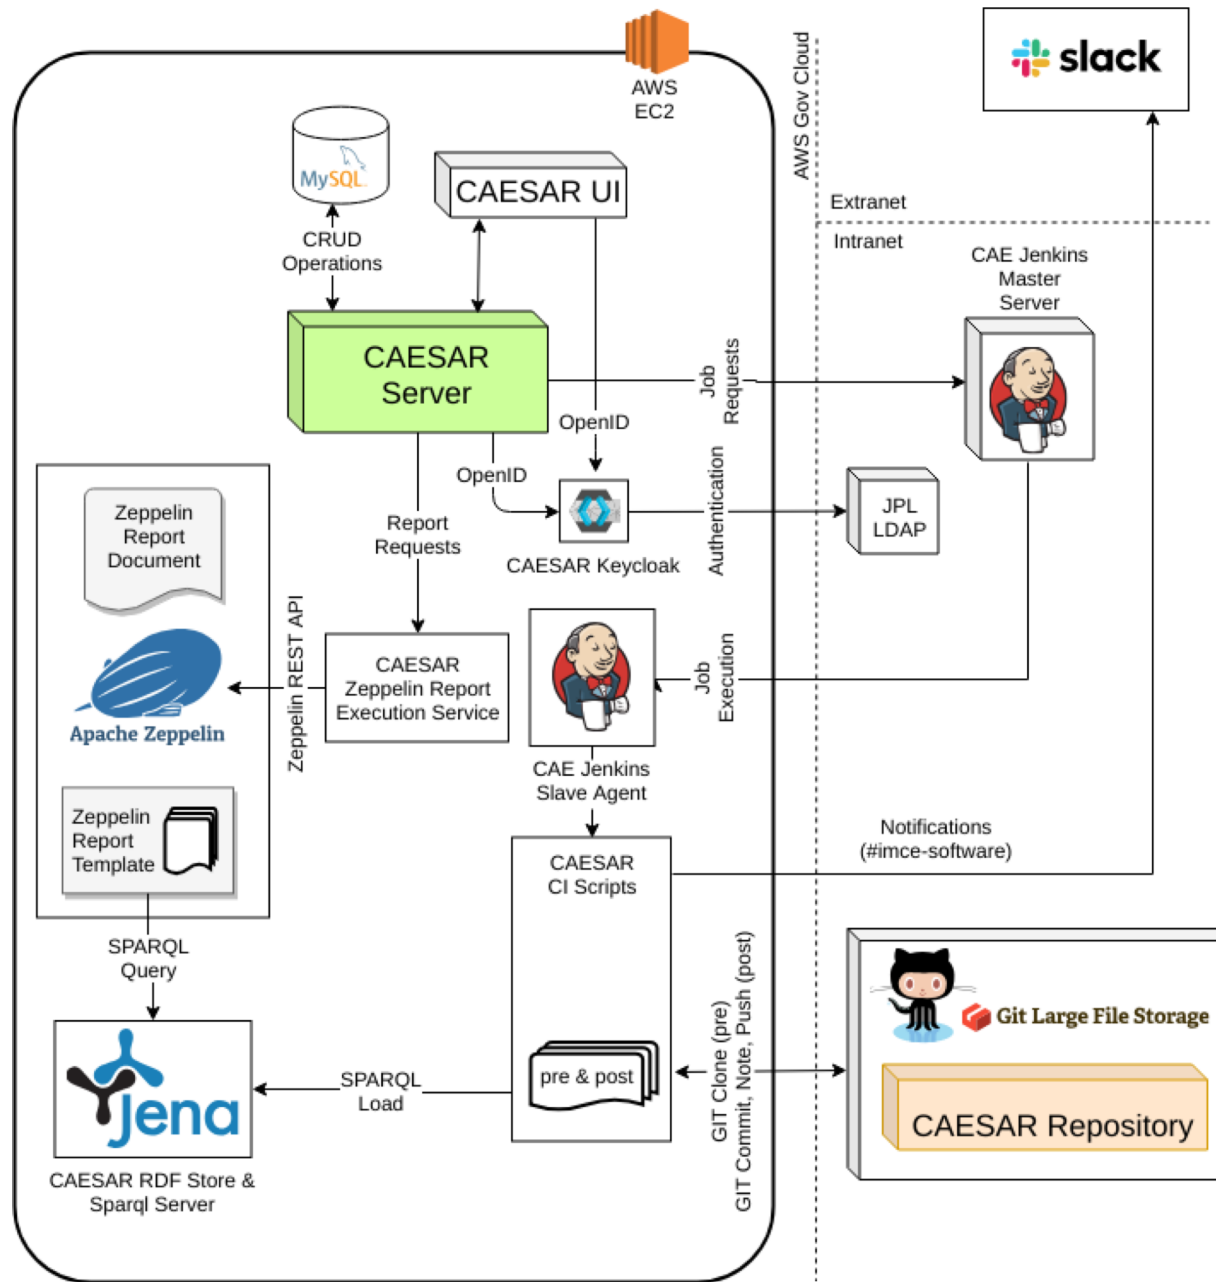 AWS
EC2
AWS Gov Cloud
slack
MySQL
CAESAR UI
Extranet
Intranet
CRUD
Operations
CAE Jenkins
Master
Server
CAESAR
Server
Job
Requests
OpenID
OpenID
Authentication
JPL
LDAP
CAESAR Keycloak
Report
Requests
Zeppelin
Report
Document
Zeppelin REST API
CAESAR
Zeppelin Report
Execution Service
Apache Zeppelin
Job
Execution
CAE Jenkins
Slave Agent
Zeppelin
Report
Template
Notifications
(#imce-software)
CAESAR
CI Scripts
SPARQL
Query
GIT Clone (pre)
GIT Commit, Note, Push (post)
Git Large File Storage
CAESAR Repository
pre & post
SPARQL
Load
Jena
CAESAR RDF Store &
Sparql Server